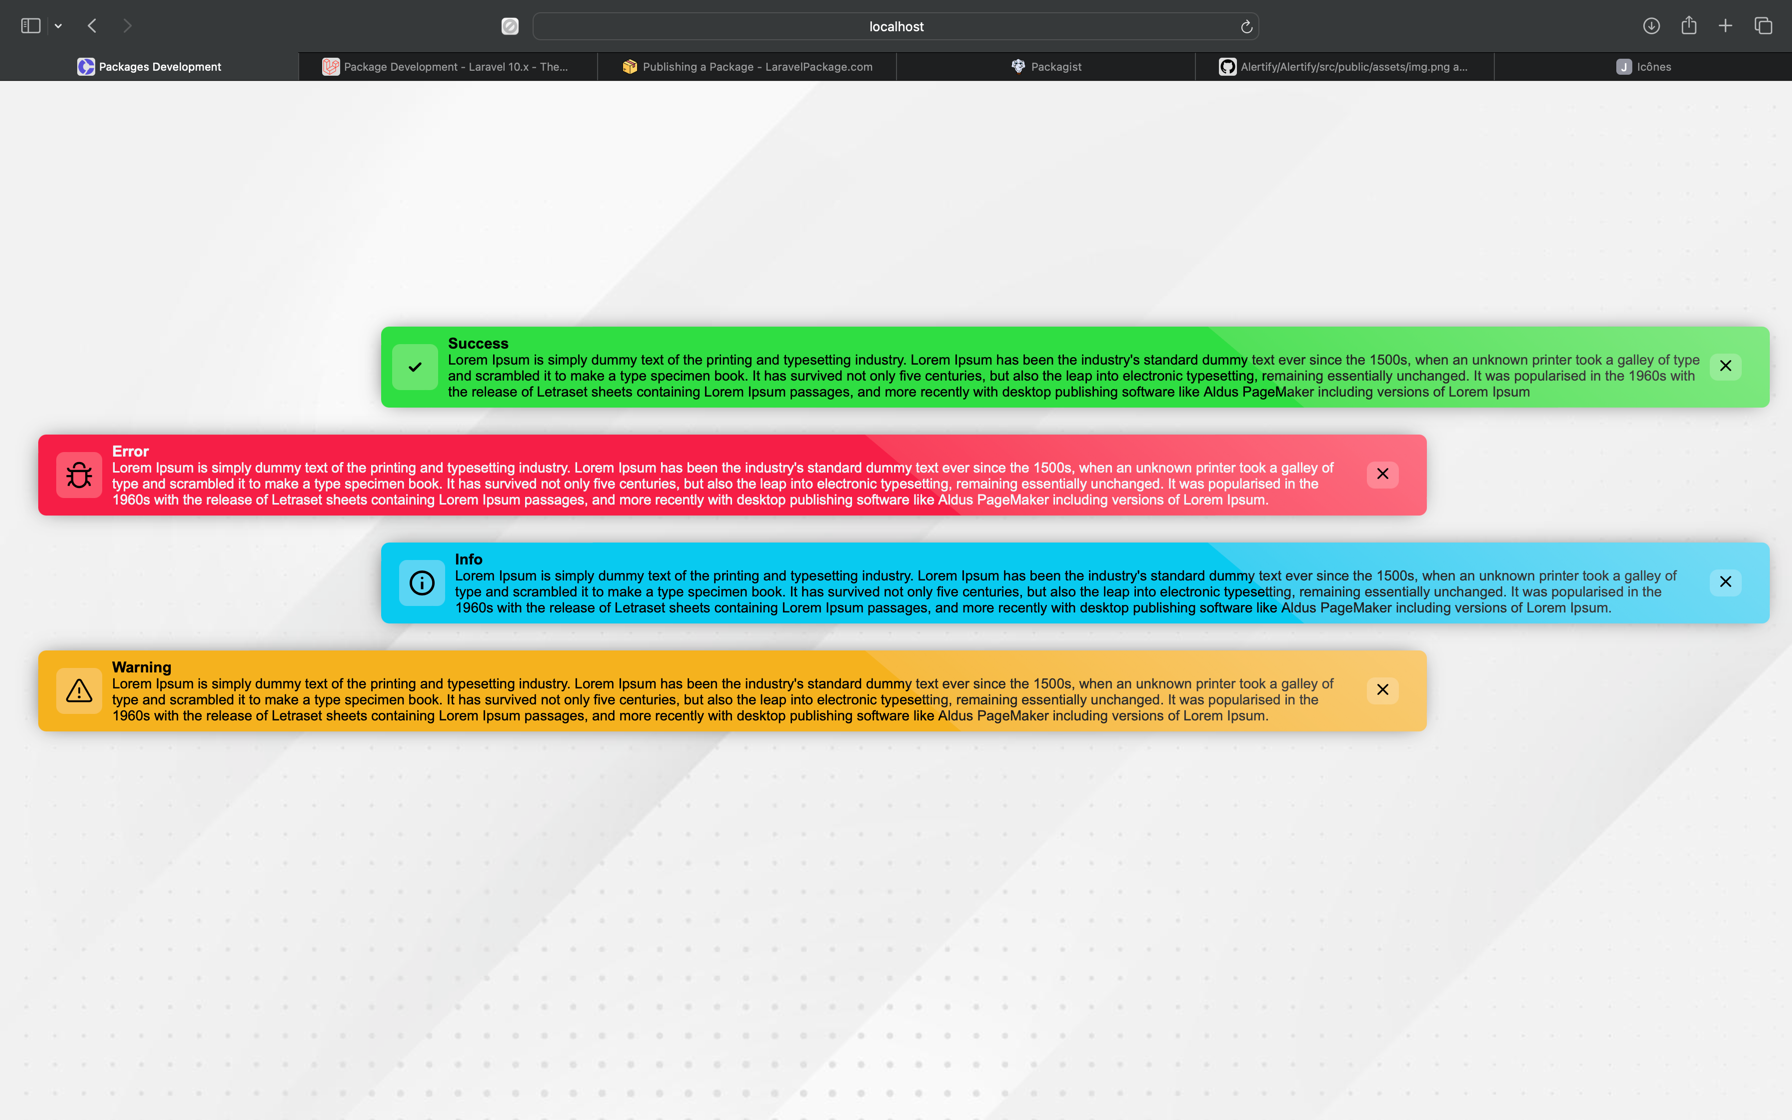 localhost
Packages Development
Package Development - Laravel 10.x - The...
Publishing a Package - LaravelPackage.com
Packagist
Alertify/Alertify/src/public/assets/img.png a...
J
Icônes
Success
Lorem Ipsum is simply dummy text of the printing and typesetting industry. Lorem Ipsum has been the industry's standard dummy text ever since the 1500s, when an unknown printer took a galley of type
and scrambled it to make a type specimen book. It has survived not only five centuries, but also the leap into electronic typesetting, remaining essentially unchanged. It was popularised in the 1960s with
the release of Letraset sheets containing Lorem Ipsum passages, and more recently with desktop publishing software like Aldus PageMaker including versions of Lorem Ipsum
Error
Lorem Ipsum is simply dummy text of the printing and typesetting industry. Lorem Ipsum has been the industry's standard dummy text ever since the 1500s, when an unknown printer took a galley of
type and scrambled it to make a type specimen book. It has survived not only five centuries, but also the leap into electronic typesetting, remaining essentially unchanged. It was popularised in the
1960s with the release of Letraset sheets containing Lorem Ipsum passages, and more recently with desktop publishing software like Aldus PageMaker including versions of Lorem Ipsum.
Info
Lorem Ipsum is simply dummy text of the printing and typesetting industry. Lorem Ipsum has been the industry's standard dummy text ever since the 1500s, when an unknown printer took a galley of
type and scrambled it to make a type specimen book. It has survived not only five centuries, but also the leap into electronic typesetting, remaining essentially unchanged. It was popularised in the
1960s with the release of Letraset sheets containing Lorem Ipsum passages, and more recently with desktop publishing software like Aldus PageMaker including versions of Lorem Ipsum.
Warning
Lorem Ipsum is simply dummy text of the printing and typesetting industry. Lorem Ipsum has been the industry's standard dummy text ever since the 1500s, when an unknown printer took a galley of
type and scrambled it to make a type specimen book. It has survived not only five centuries, but also the leap into electronic typesetting, remaining essentially unchanged. It was popularised in the
1960s with the release of Letraset sheets containing Lorem Ipsum passages, and more recently with desktop publishing software like Aldus PageMaker including versions of Lorem Ipsum.